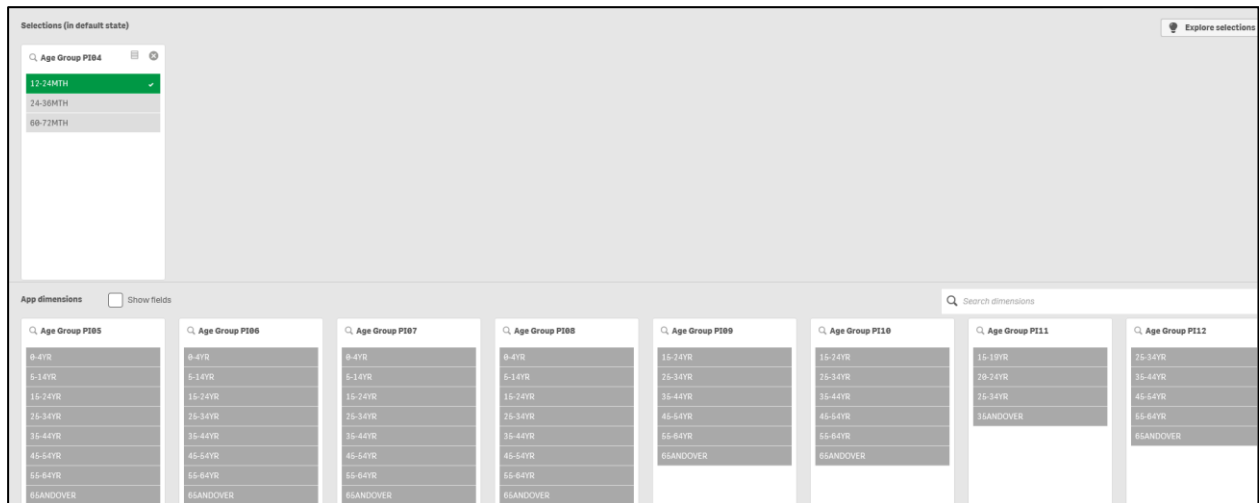 Selections (in default state)
Explore selections
Age Group PI04
12-24MTH
24-36MTH
60-72MTH
App dimensions
Show fields
Search dimensions
Age Group PI05
0-4YR
5-14YR
15-24YR
25-34YR
35-44YR
45-54YR
55-64YR
65ANDOVER
Age Group PI06
0-4YR
5-14YR
15-24YR
25-34YR
35-44YR
45-54YR
55-64YR
65ANDOVER
Age Group PI07
0-4YR
5-14YR
15-24YR
25-34YR
35-44YR
45-54YR
55-64YR
65ANDOVER
Age Group PI08
0-4YR
5-14YR
15-24YR
25-34YR
35-44YR
45-54YR
55-64YR
65ANDOVER
Age Group PI09
15-24YR
25-34YR
35-44YR
45-54YR
55-64YR
65ANDOVER
Age Group PI10
15-24YR
25-34YR
35-44YR
45-54YR
55-64YR
65ANDOVER
Age Group PI11
15-19YR
20-24YR
25-34YR
35ANDOVER
Age Group PI12
25-34YR
35-44YR
45-54YR
55-64YR
65ANDOVER